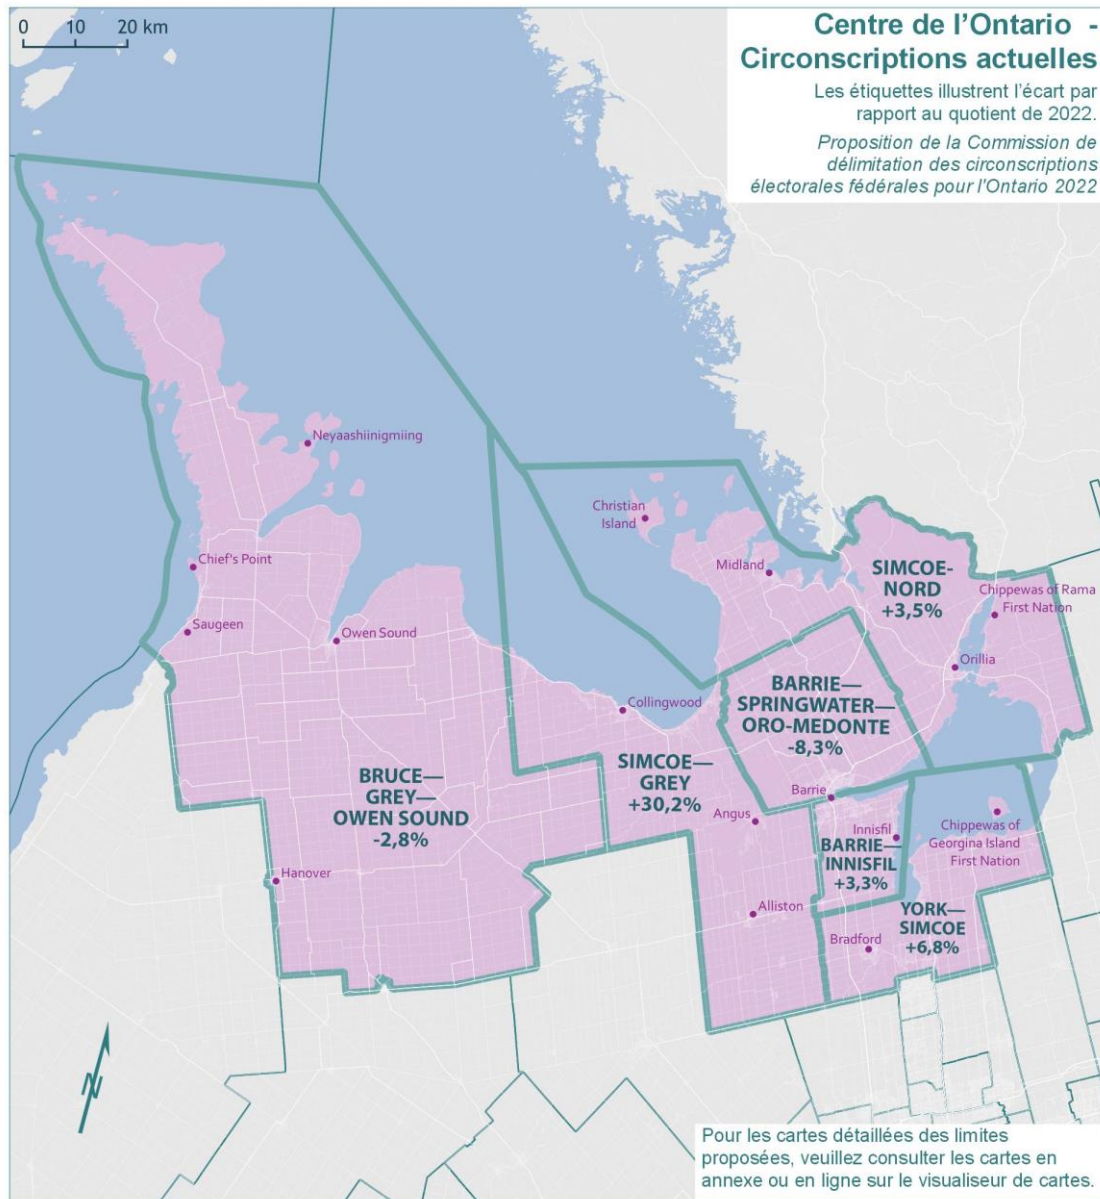 0 10 20 km
Centre de l'Ontario -
Circonscriptions actuelles
Les étiquettes illustrent l'écart par
rapport au quotient de 2022.
Proposition de la Commission de
délimitation des circonscriptions
électorales fédérales pour l'Ontario 2022
Neyaashiinigmiing
Christian
Island
Chief's Point
Midland
SIMCOE-
NORD
+3,5%
Chippewas of Rama
First Nation
Saugeen
Owen Sound
Orillia
Collingwood
BARRIE—
SPRINGWATER—
ORO-MEDONTE
-8,3%
BRUCE—
GREY—
OWEN SOUND
-2,8%
SIMCOE—
GREY
+30,2%
Barrie
Angus
Innisfil
BARRIE—
INNISFIL
+3,3%
Chippewas of
Georgina Island
First Nation
Hanover
Alliston
YORK—
SIMCOE
+6,8%
Bradford
N
Pour les cartes détaillées des limites
proposées, veuillez consulter les cartes en
annexe ou en ligne sur le visualiseur de cartes.